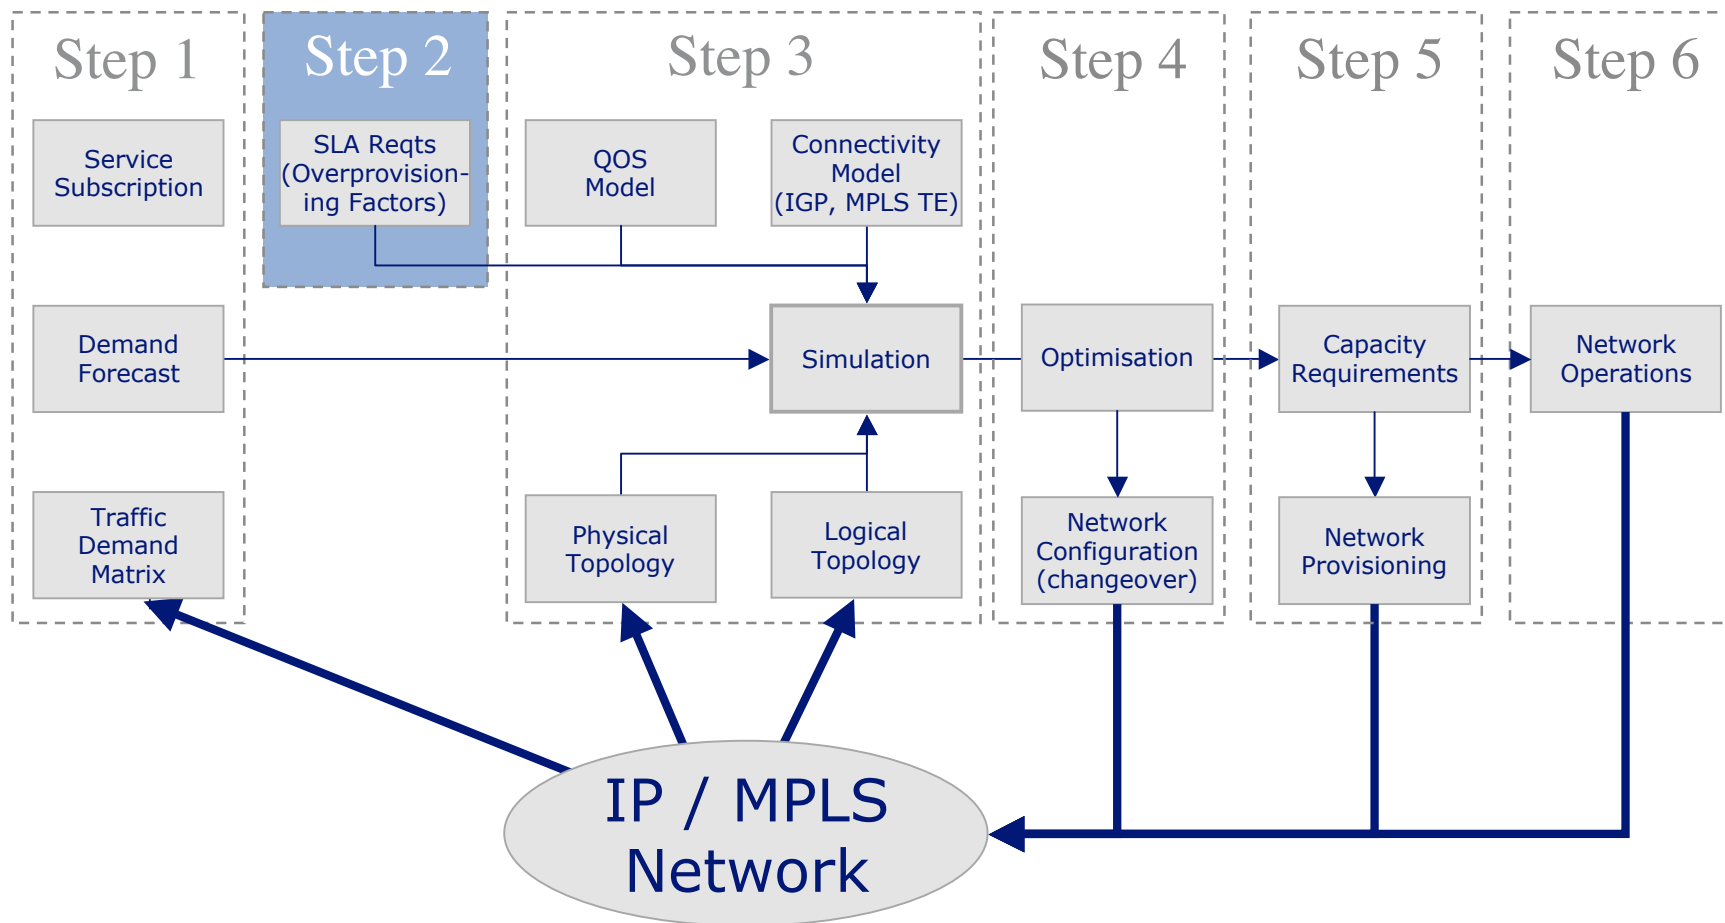 Step 1
Step 2
Step 3
Step 4
Step 5
Step 6
Service
Subscription
SLA Reqts
(Overprovision-
ing Factors)
QOS
Model
Connectivity
Model
(IGP, MPLS TE)
Demand
Forecast
Simulation
Optimisation
Capacity
Requirements
Network
Operations
Traffic
Demand
Matrix
Physical
Topology
Logical
Topology
Network
Configuration
(changeover)
Network
Provisioning
IP / MPLS
Network